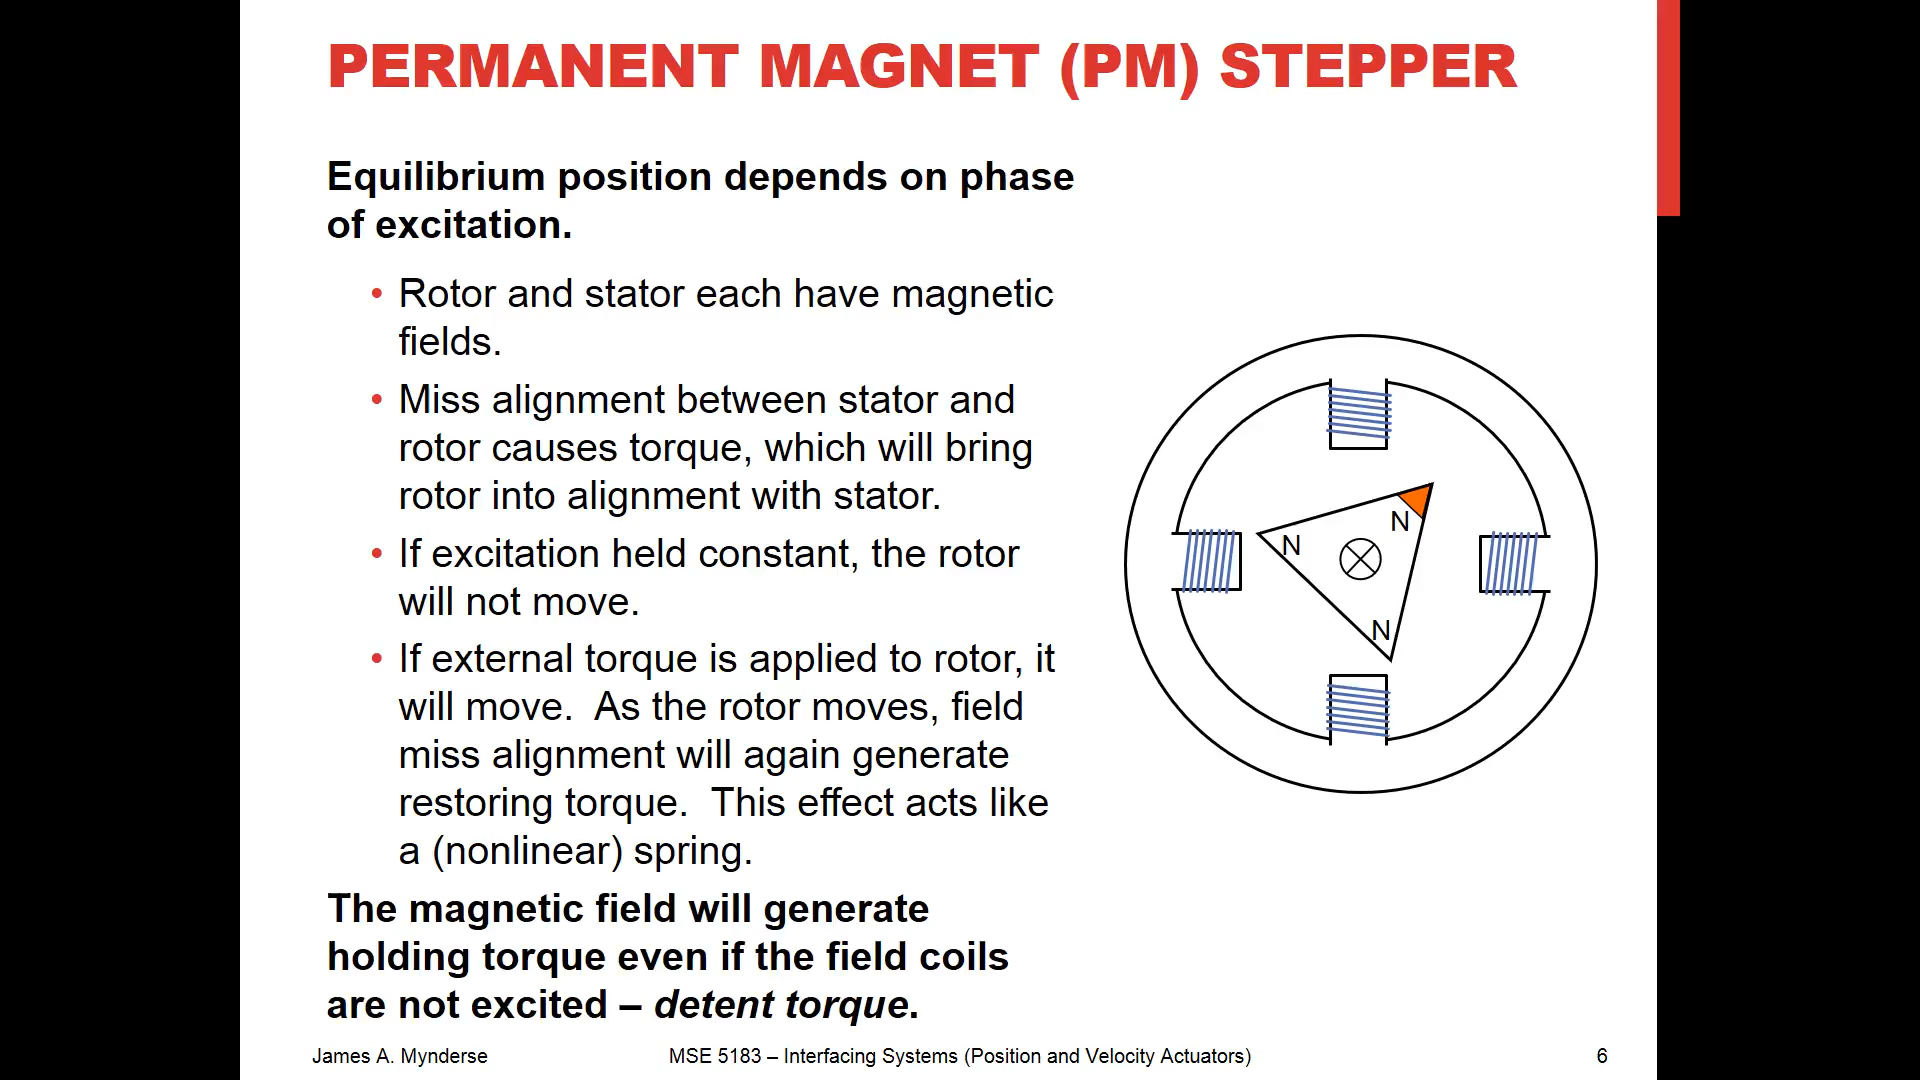 PERMANENT MAGNET (PM) STEPPER
Equilibrium position depends on phase
of excitation.
• Rotor and stator each have magnetic
fields.
• Miss alignment between stator and
rotor causes torque, which will bring
rotor into alignment with stator.
• If excitation held constant, the rotor
will not move.
• If external torque is applied to rotor, it
will move.  As the rotor moves, field
miss alignment will again generate
restoring torque.  This effect acts like
a (nonlinear) spring.
The magnetic field will generate
holding torque even if the field coils
are not excited – detent torque.
N
N
N
James A. Mynderse
MSE 5183 – Interfacing Systems (Position and Velocity Actuators)
6